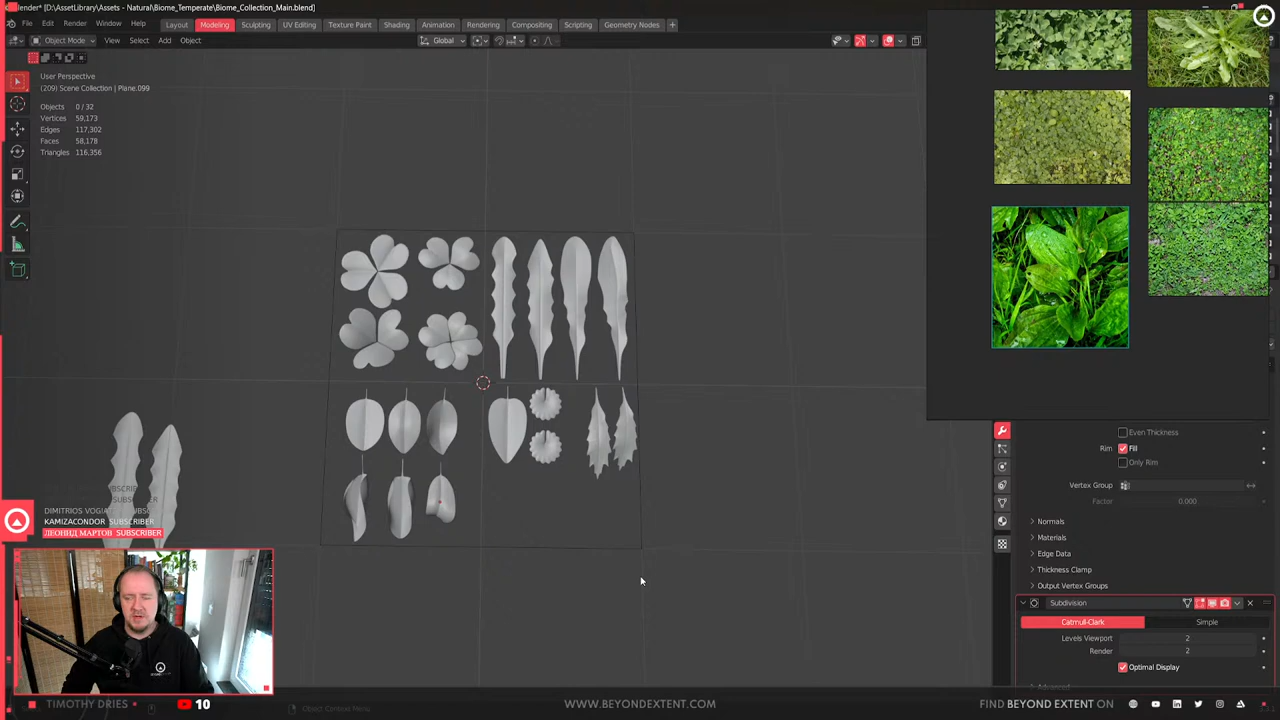 Blender* [D:\AssetLibrary\Assets - Natural\Biome_Temperate\Biome_Collection_Main.blend]
File Edit Render Window Help Layout Modeling Sculpting UV Editing Texture Paint Shading Animation Rendering Compositing Scripting Geometry Nodes +
Object Mode View Select Add Object Global
User Perspective
(209) Scene Collection | Plane.099
Objects 0 / 32
Vertices 59,173
Edges 117,302
Faces 58,178
Triangles 116,356
Even Thickness
Rim Fill
Only Rim
Vertex Group
Factor 0.000
Normals
Materials
Edge Data
Thickness Clamp
Output Vertex Groups
Subdivision
Catmull-Clark Simple
Levels Viewport 2
Render 2
Optimal Display
SUBSCRIBER
DIMITRIOS VOGIA
KAMIZACONDOR SUBSCRIBER
ЛЕОНИД МАРТОВ SUBSCRIBER
Object Context Menu
TIMOTHY DRIES 10 WWW.BEYONDEXTENT.COM FIND BEYOND EXTENT